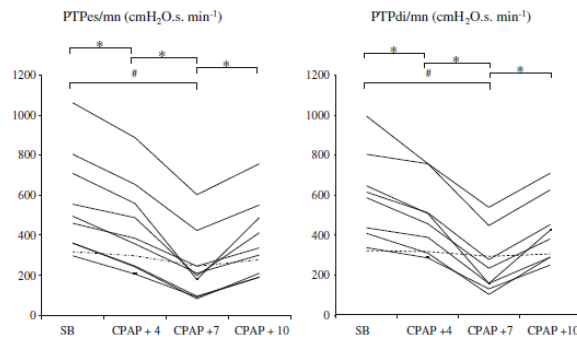 PTPes/mn (cmH₂O.s. min⁻¹)
*
*
*
#
1200
1000
800
600
400
200
0
SB
CPAP + 4
CPAP +7
CPAP + 10
PTPdi/mn (cmH₂O.s. min⁻¹)
*
*
*
#
1200
1000
800
600
400
200
0
SB
CPAP +4
CPAP +7
CPAP +10